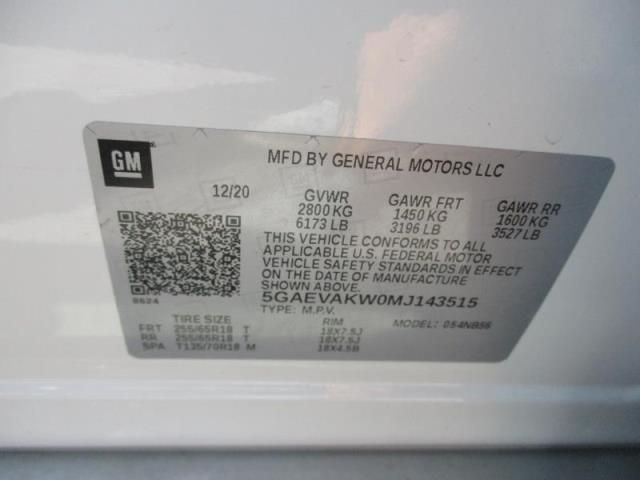 GM
MFD BY GENERAL MOTORS LLC
12/20 GVWR GAWR FRT GAWR RR
2800 KG 1450 KG 1600 KG
6173 LB 3196 LB 3527 LB
THIS VEHICLE CONFORMS TO ALL
APPLICABLE U.S. FEDERAL MOTOR
VEHICLE SAFETY STANDARDS IN EFFECT
ON THE DATE OF MANUFACTURE
SHOWN ABOVE.
8624
5GAEVAKW0MJ143515
TYPE: M.P.V. MODEL: 054NB56
TIRE SIZE RIM
FRT 255/65R18 T 18X7.5J
RR 255/65R18 T 18X7.5J
SPA T135/70R18 M 18X4.5B